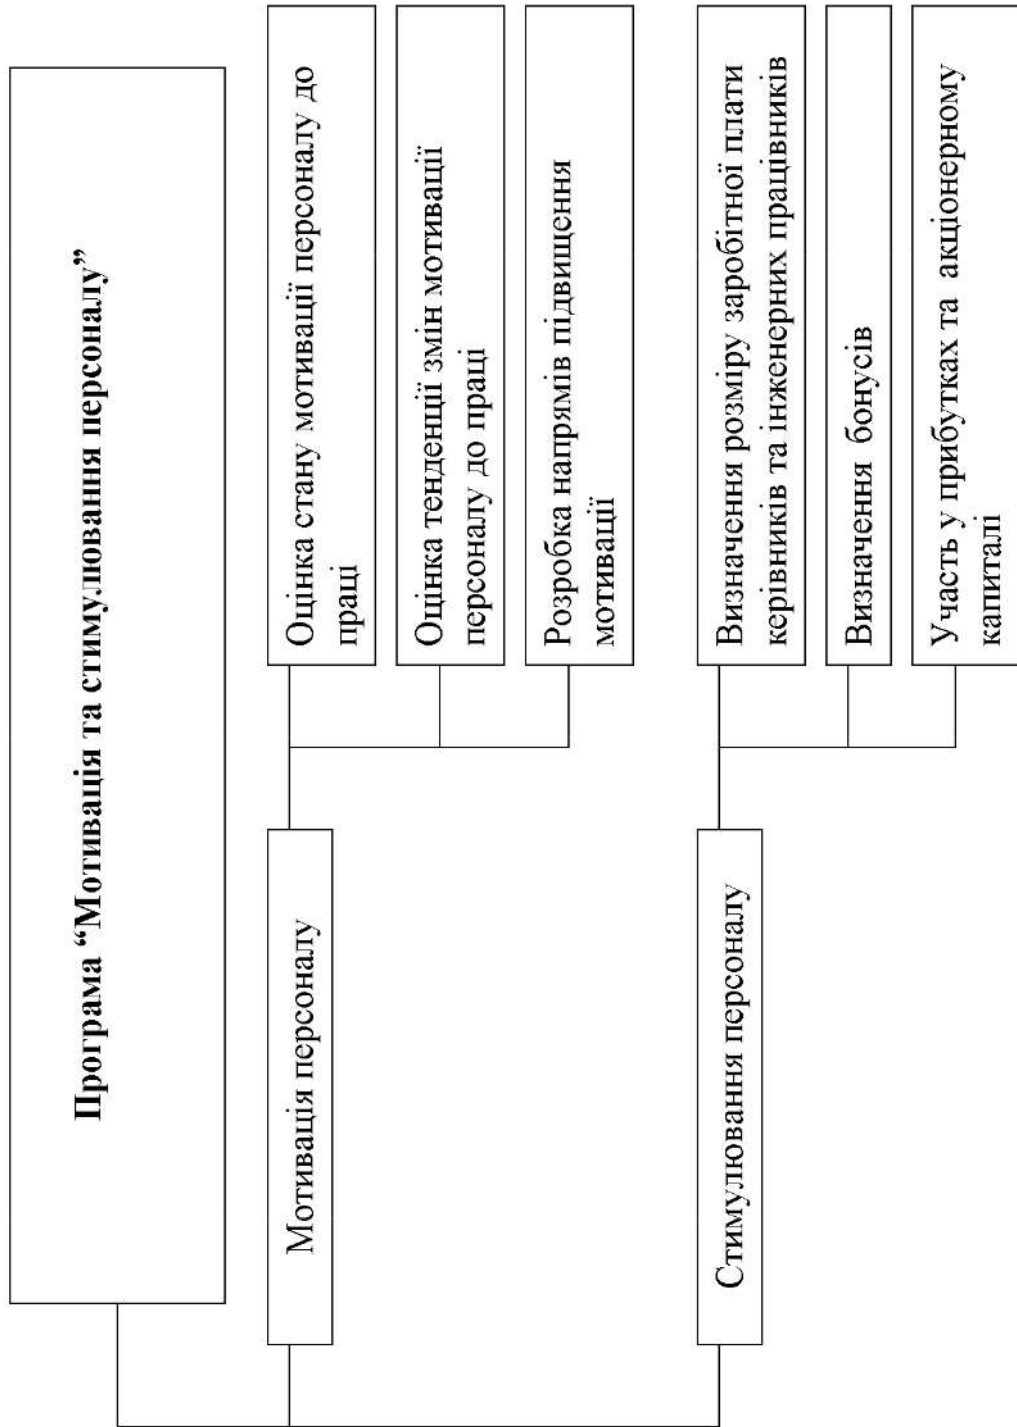 Програма “Мотивація та стимулювання персоналу”
Мотивація персоналу
Оцінка стану мотивації персоналу до
праці
Оцінка тенденції змін мотивації
персоналу до праці
Розробка напрямів підвищення
мотивації
Стимулювання персоналу
Визначення розміру заробітної плати
керівників та інженерних працівників
Визначення бонусів
Участь у прибутках та акціонерному
капиталі